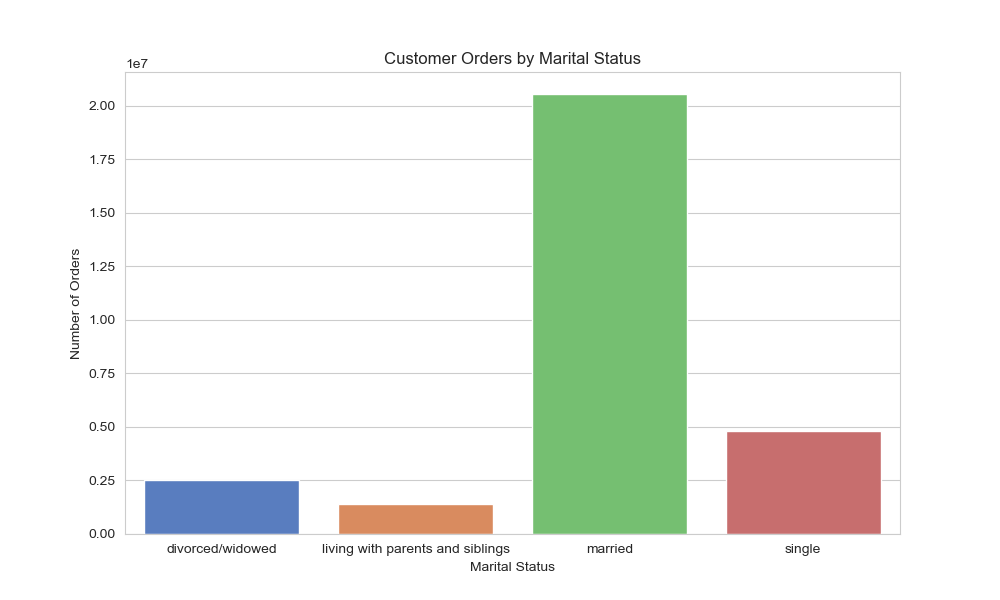 Customer Orders by Marital Status
1e7
2.00
1.75
1.50
1.25
1.00
0.75
0.50
0.25
0.00
Number of Orders
divorced/widowed
living with parents and siblings
married
single
Marital Status